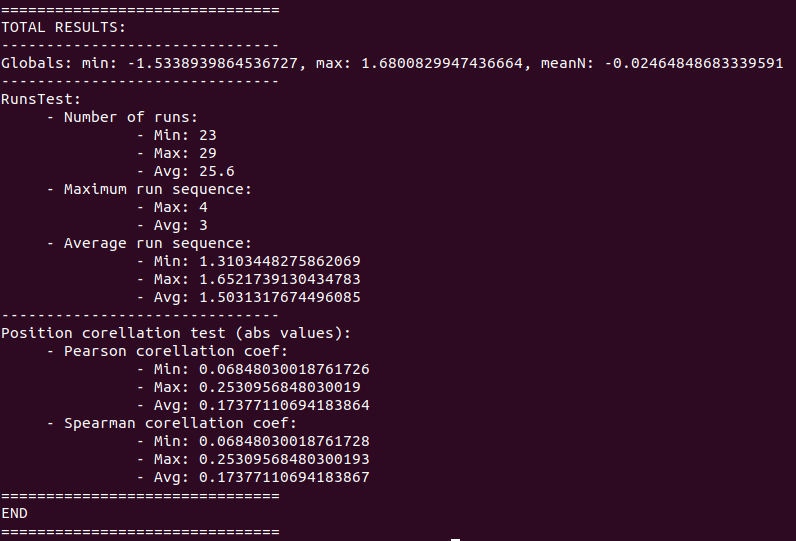 ===============================
TOTAL RESULTS:
-------------------------------
Globals: min: -1.5338939864536727, max: 1.6800829947436664, meanN: -0.02464848683339591
-------------------------------
RunsTest:
- Number of runs:
- Min: 23
- Max: 29
- Avg: 25.6
- Maximum run sequence:
- Max: 4
- Avg: 3
- Average run sequence:
- Min: 1.3103448275862069
- Max: 1.6521739130434783
- Avg: 1.5031317674496085
-------------------------------
Position corellation test (abs values):
- Pearson corellation coef:
- Min: 0.06848030018761726
- Max: 0.2530956848030019
- Avg: 0.17377110694183864
- Spearman corellation coef:
- Min: 0.06848030018761728
- Max: 0.25309568480300193
- Avg: 0.17377110694183867
===============================
END
===============================